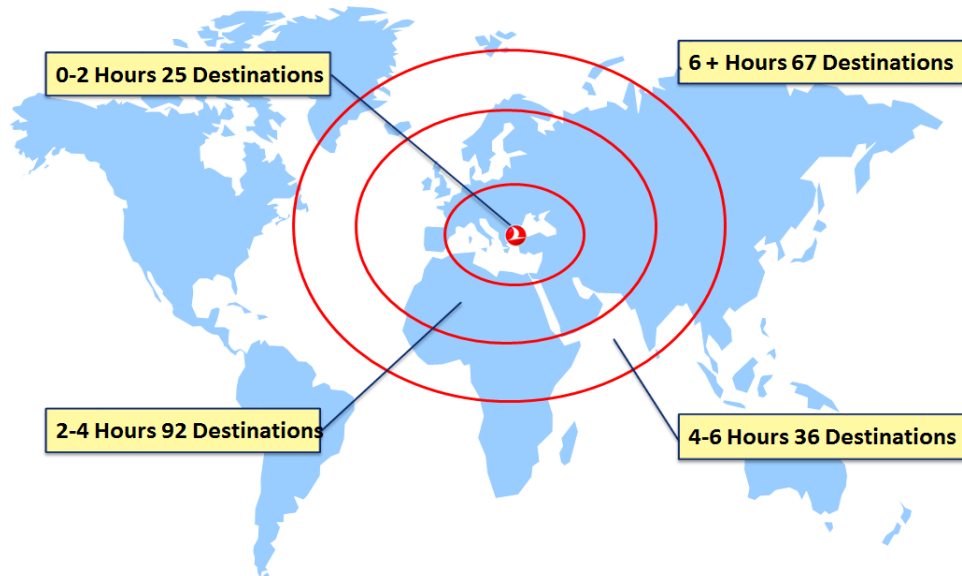 0-2 Hours 25 Destinations
6 + Hours 67 Destinations
2-4 Hours 92 Destinations
4-6 Hours 36 Destinations